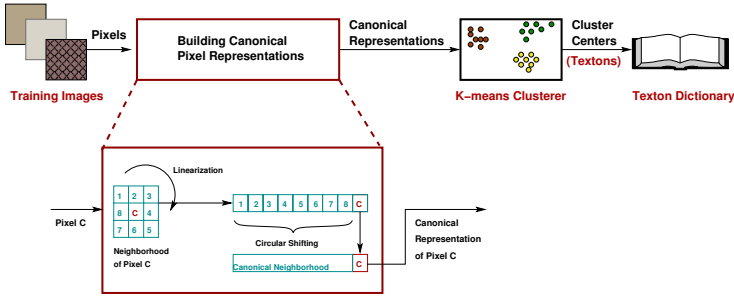 Pixels
Building Canonical
Pixel Representations
Canonical
Representations
Cluster
Centers
(Textons)
Training Images
K-means Clusterer
Texton Dictionary
Linearization
1 2 3
8 C 4
7 6 5
1 2 3 4 5 6 7 8 C
Pixel C
Neighborhood
of Pixel C
Circular Shifting
Canonical Neighborhood C
Canonical
Representation
of Pixel C